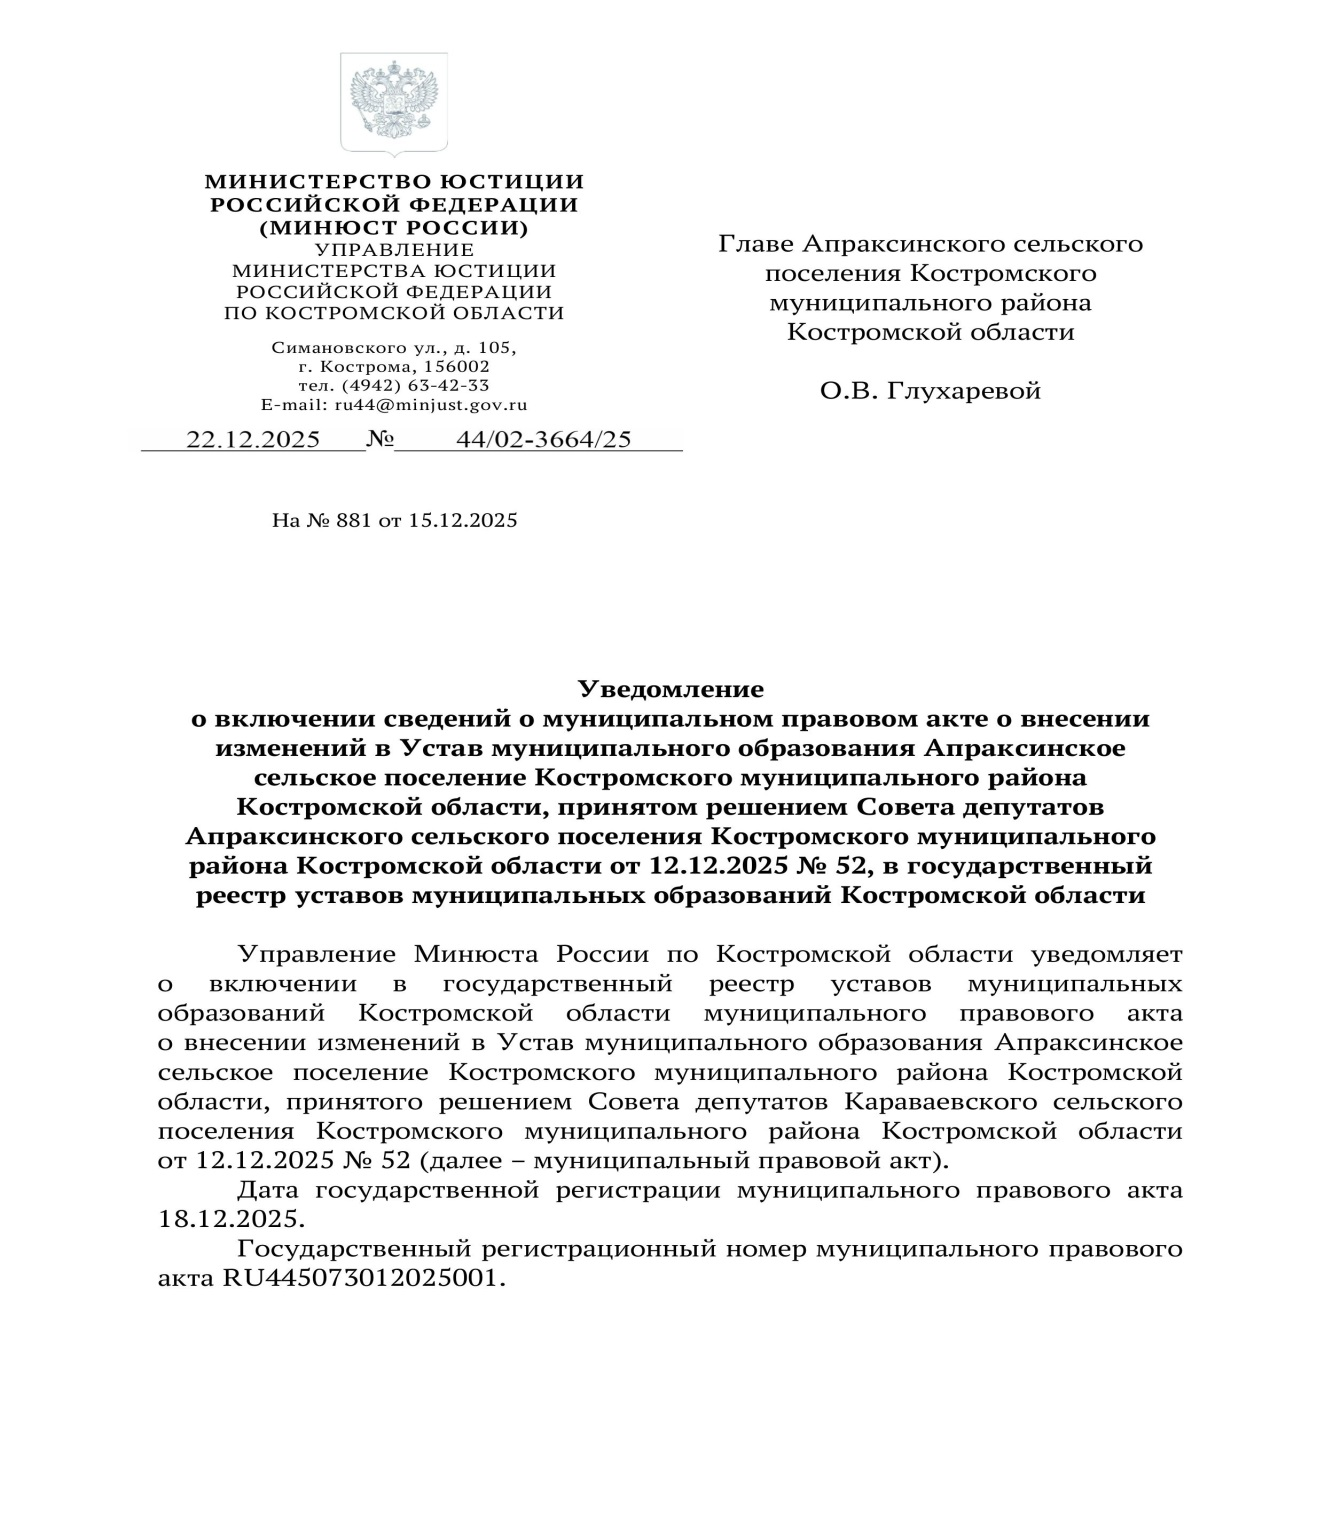 МИНИСТЕРСТВО ЮСТИЦИИ
РОССИЙСКОЙ ФЕДЕРАЦИИ
(МИНЮСТ РОССИИ)
УПРАВЛЕНИЕ
МИНИСТЕРСТВА ЮСТИЦИИ
РОССИЙСКОЙ ФЕДЕРАЦИИ
ПО КОСТРОМСКОЙ ОБЛАСТИ
Симановского ул., д. 105,
г. Кострома, 156002
тел. (4942) 63-42-33
E-mail: ru44@minjust.gov.ru
22.12.2025 № 44/02-3664/25
На № 881 от 15.12.2025
Главе Апраксинского сельского
поселения Костромского
муниципального района
Костромской области
О.В. Глухаревой
Уведомление
о включении сведений о муниципальном правовом акте о внесении
изменений в Устав муниципального образования Апраксинское
сельское поселение Костромского муниципального района
Костромской области, принятом решением Совета депутатов
Апраксинского сельского поселения Костромского муниципального
района Костромской области от 12.12.2025 № 52, в государственный
реестр уставов муниципальных образований Костромской области
Управление Минюста России по Костромской области уведомляет
о включении в государственный реестр уставов муниципальных
образований Костромской области муниципального правового акта
о внесении изменений в Устав муниципального образования Апраксинское
сельское поселение Костромского муниципального района Костромской
области, принятого решением Совета депутатов Караваевского сельского
поселения Костромского муниципального района Костромской области
от 12.12.2025 № 52 (далее – муниципальный правовой акт).
Дата государственной регистрации муниципального правового акта
18.12.2025.
Государственный регистрационный номер муниципального правового
акта RU445073012025001.